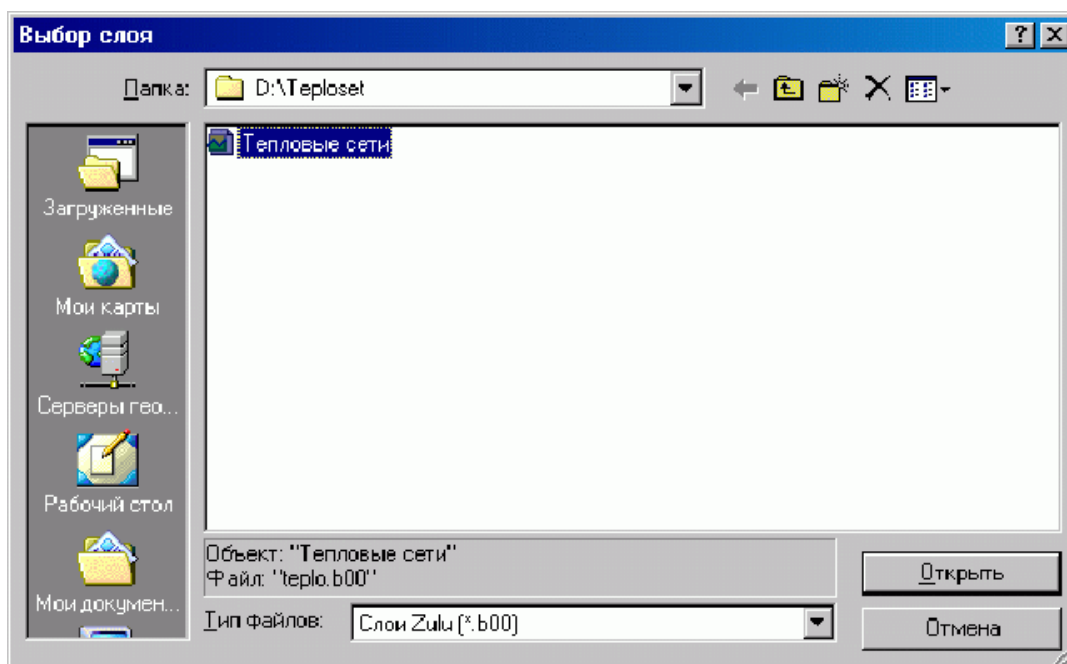 Выбор слоя
Папка: D:\Teploset
Тепловые сети
Загруженные
Мои карты
Серверы гео...
Рабочий стол
Мои докумен...
Объект: "Тепловые сети"
Файл: "teplo.b00"
Тип файлов: Слои Zulu (*.b00)
Открыть
Отмена